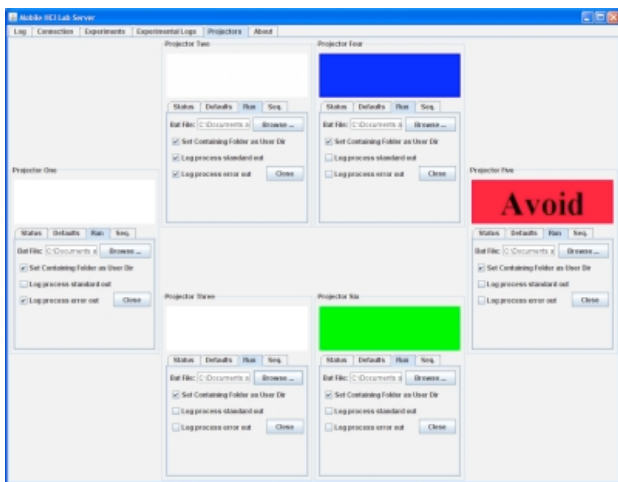 Mobile HCI Lab Server
Log Connection Experiments Experimental Logs Projectors About
Projector Two
Status Defaults Run Seq.
Bat File: C:\Documents a Browse ...
Set Containing Folder as User Dir
Log process standard out
Log process error out Close
Projector Four
Status Defaults Run Seq.
Bat File: C:\Documents a Browse ...
Set Containing Folder as User Dir
Log process standard out
Log process error out Close
Projector One
Status Defaults Run Seq.
Bat File: C:\Documents a Browse ...
Set Containing Folder as User Dir
Log process standard out
Log process error out Close
Projector Five
Avoid
Status Defaults Run Seq.
Bat File: C:\Documents a Browse ...
Set Containing Folder as User Dir
Log process standard out
Log process error out Close
Projector Three
Status Defaults Run Seq.
Bat File: C:\Documents a Browse ...
Set Containing Folder as User Dir
Log process standard out
Log process error out Close
Projector Six
Status Defaults Run Seq.
Bat File: C:\Documents a Browse ...
Set Containing Folder as User Dir
Log process standard out
Log process error out Close